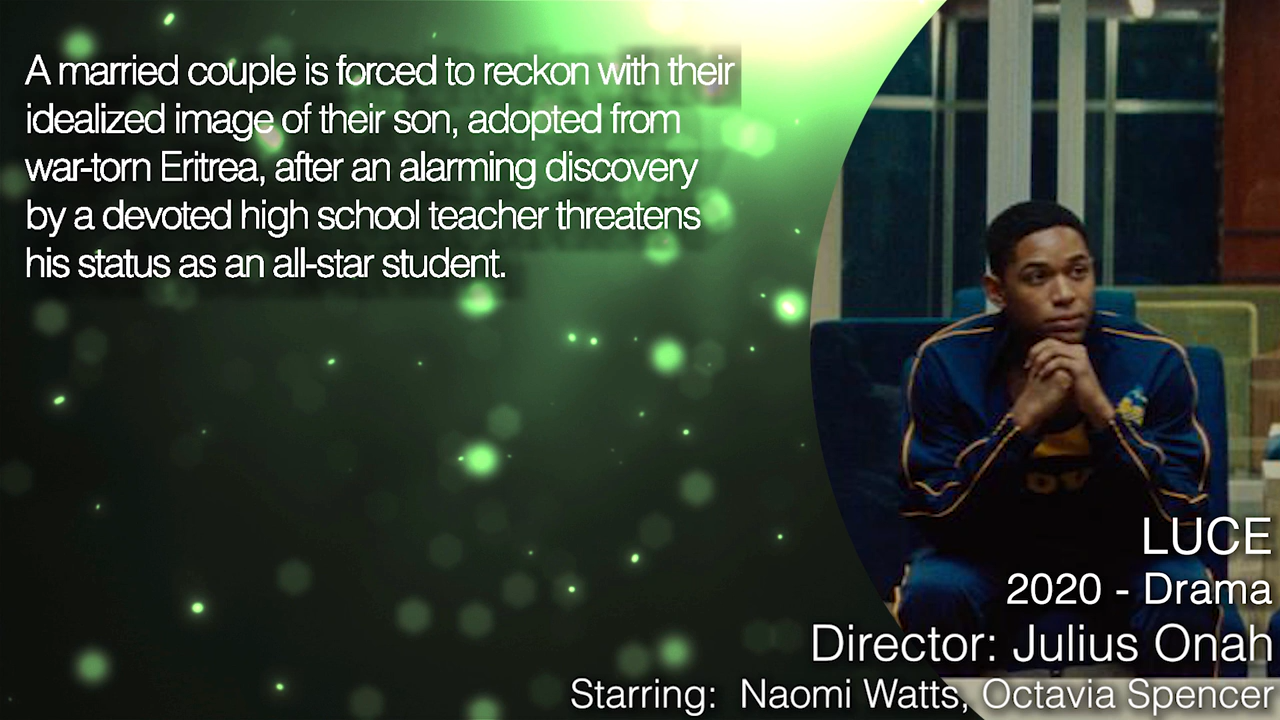 A married couple is forced to reckon with their
idealized image of their son, adopted from
war-torn Eritrea, after an alarming discovery
by a devoted high school teacher threatens
his status as an all-star student.
LUCE
2020 - Drama
Director: Julius Onah
Starring: Naomi Watts, Octavia Spencer